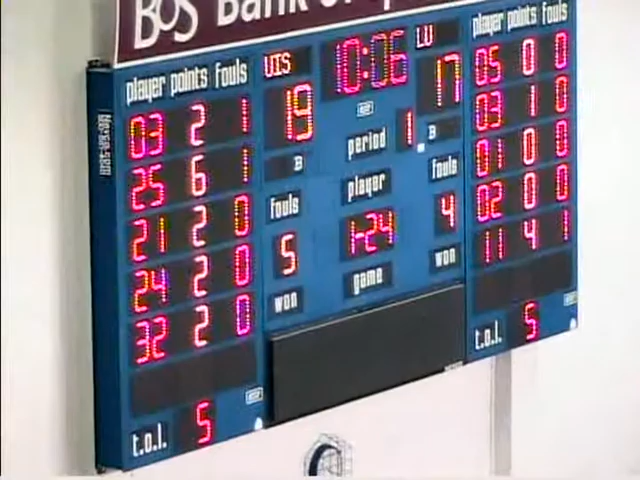 BOS Bank of
player points fouls
03 2 1
25 6 1
21 2 0
24 2 0
32 2 0
t.o.l. 5
UIS 10:06 LU
19 17
period 1
B B
fouls player fouls
5 1-24 4
won game won
player points fouls
05 0 0
03 1 0
01 0 0
02 0 0
11 4 1
t.o.l. 5